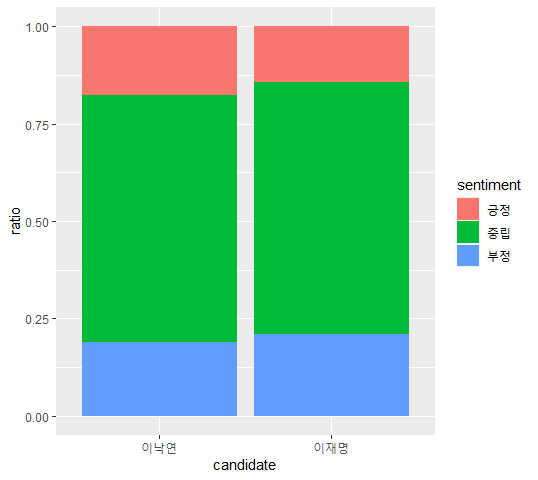 1.00
0.75
0.50
0.25
0.00
ratio
이낙연
이재명
candidate
sentiment
긍정
중립
부정